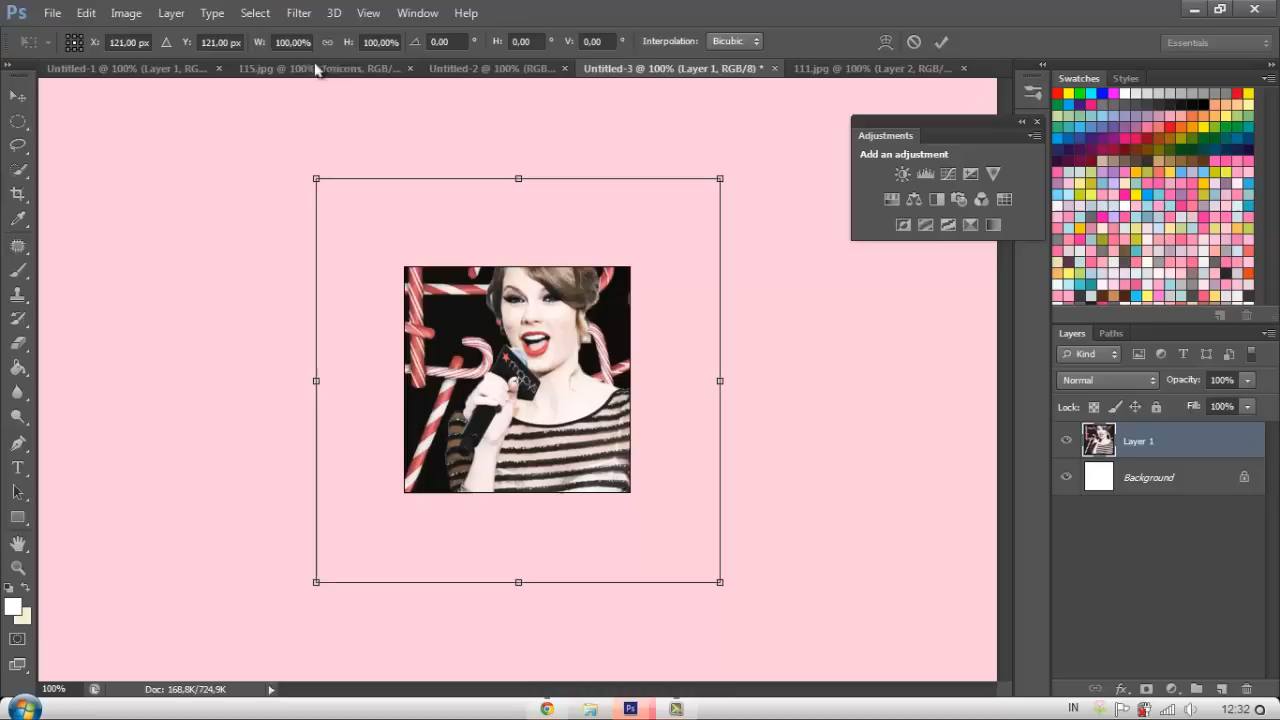 Ps File Edit Image Layer Type Select Filter 3D View Window Help
X: 121,00 px Y: 121,00 px W: 100,00% H: 100,00% 0,00 ° H: 0,00 ° V: 0,00 ° Interpolation: Bicubic Essentials
Untitled-1 @ 100% (Layer 1, RG... × 115.jpg @ 100% RGB/... × Untitled-2 @ 100% (RGB... × Untitled-3 @ 100% (Layer 1, RGB/8) * × 111.jpg @ 100% (Layer 2, RGB/... ×
Swatches Styles
Adjustments
Add an adjustment
Layers Paths
Kind
Normal Opacity: 100%
Lock: Fill: 100%
Layer 1
Background
100% Doc: 168,8K/724,9K
Ps IN 12:32